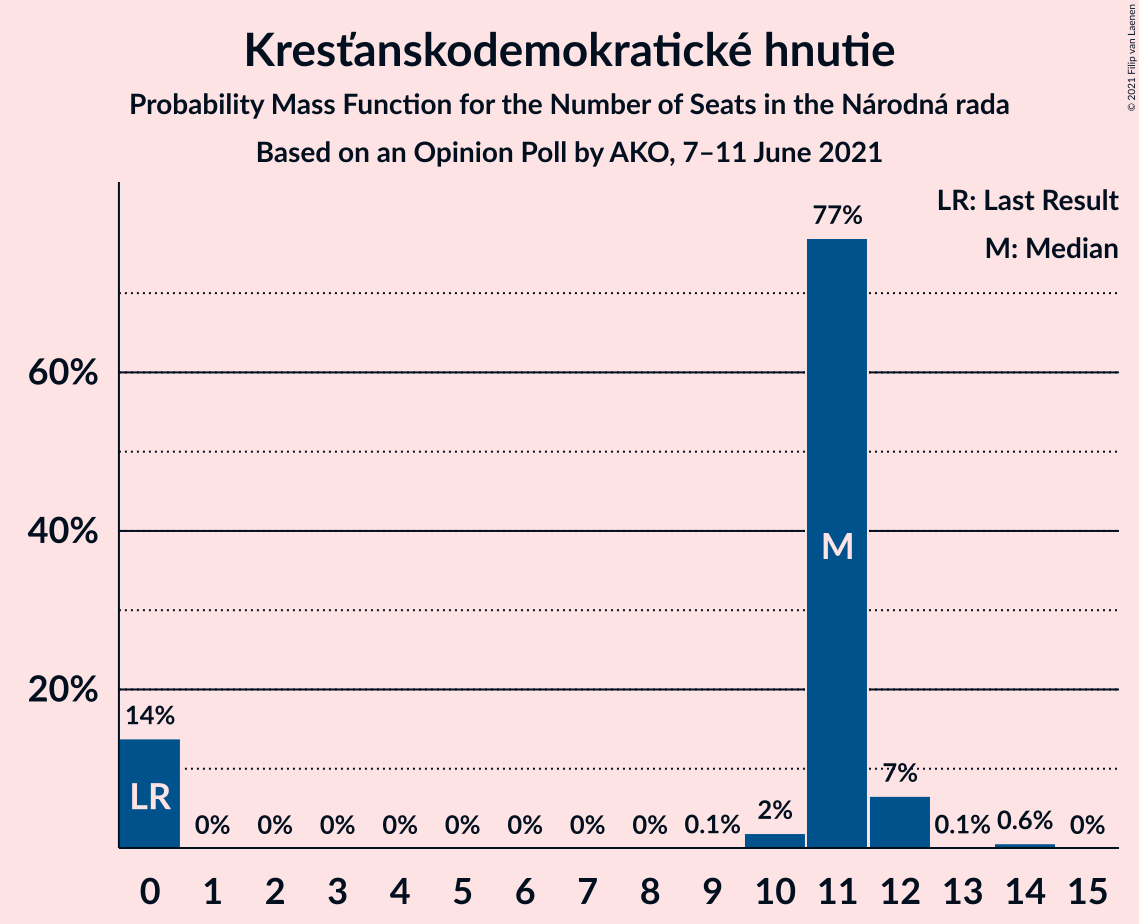 Kresťanskodemokratické hnutie
Probability Mass Function for the Number of Seats in the Národná rada
Based on an Opinion Poll by AKO, 7–11 June 2021
© 2021 Filip van Laenen
LR: Last Result
M: Median
60%
40%
20%
14%
0%
0%
0%
0%
0%
0%
0%
0%
0.1%
2%
77%
7%
0.1%
0.6%
0%
LR
M
0 1 2 3 4 5 6 7 8 9 10 11 12 13 14 15